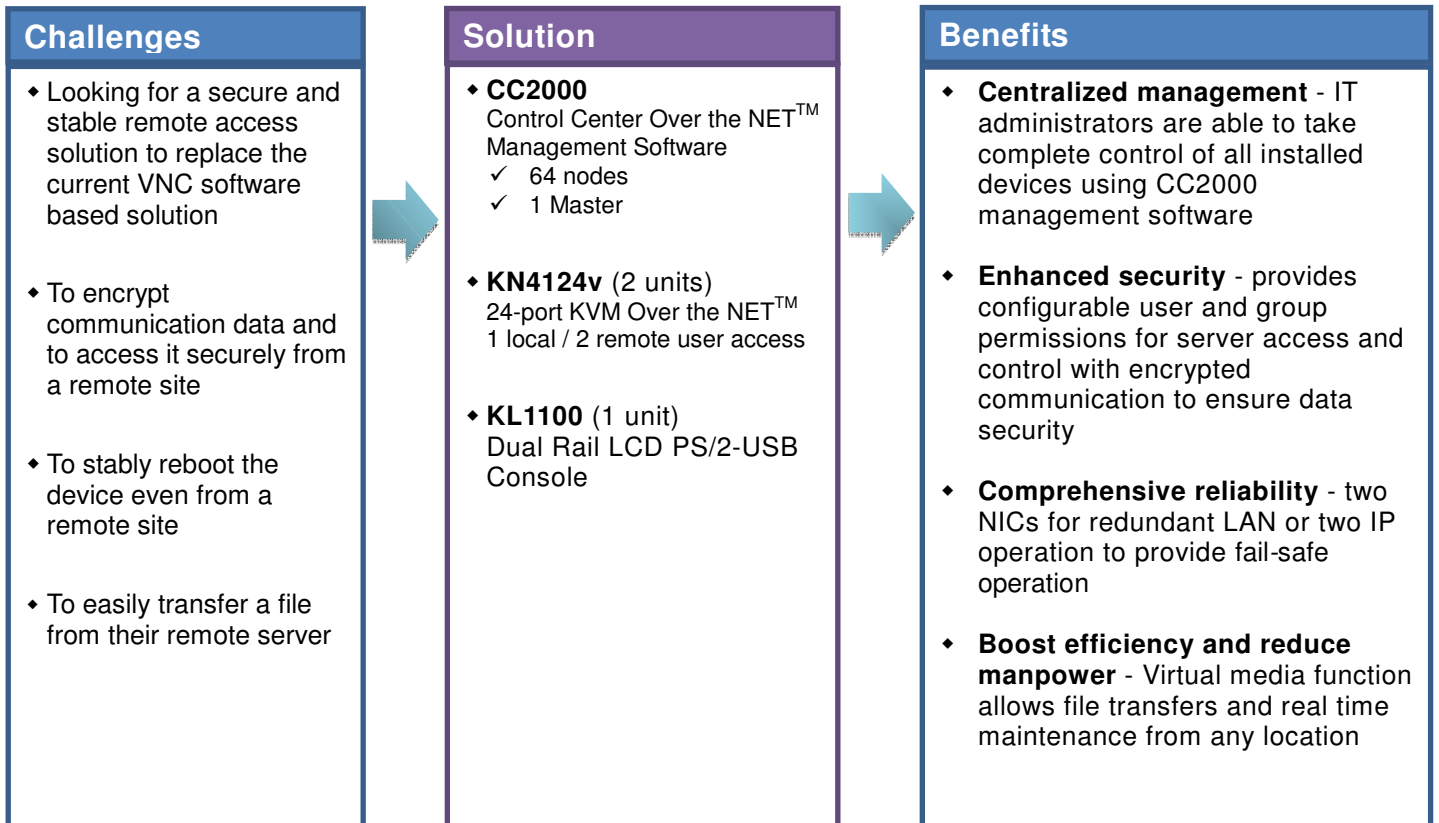 Challenges
◆ Looking for a secure and
stable remote access
solution to replace the
current VNC software
based solution
◆ To encrypt
communication data and
to access it securely from
a remote site
◆ To stably reboot the
device even from a
remote site
◆ To easily transfer a file
from their remote server
Solution
◆ CC2000
Control Center Over the NET™
Management Software
✓ 64 nodes
✓ 1 Master
◆ KN4124v (2 units)
24-port KVM Over the NET™
1 local / 2 remote user access
◆ KL1100 (1 unit)
Dual Rail LCD PS/2-USB
Console
Benefits
◆ Centralized management - IT
administrators are able to take
complete control of all installed
devices using CC2000
management software
◆ Enhanced security - provides
configurable user and group
permissions for server access and
control with encrypted
communication to ensure data
security
◆ Comprehensive reliability - two
NICs for redundant LAN or two IP
operation to provide fail-safe
operation
◆ Boost efficiency and reduce
manpower - Virtual media function
allows file transfers and real time
maintenance from any location